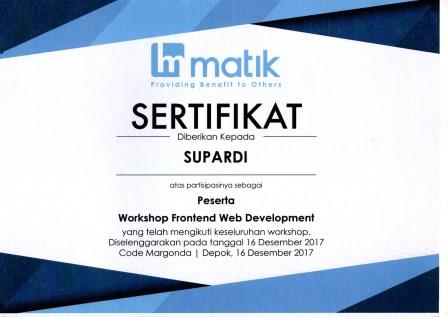 matik
Providing Benefit to Others
SERTIFIKAT
Diberikan Kepada
SUPARDI
atas partisipasinya sebagai
Peserta
Workshop Frontend Web Development
yang telah mengikuti keseluruhan workshop.
Diselenggarakan pada tanggal 16 Desember 2017
Code Margonda | Depok, 16 Desember 2017